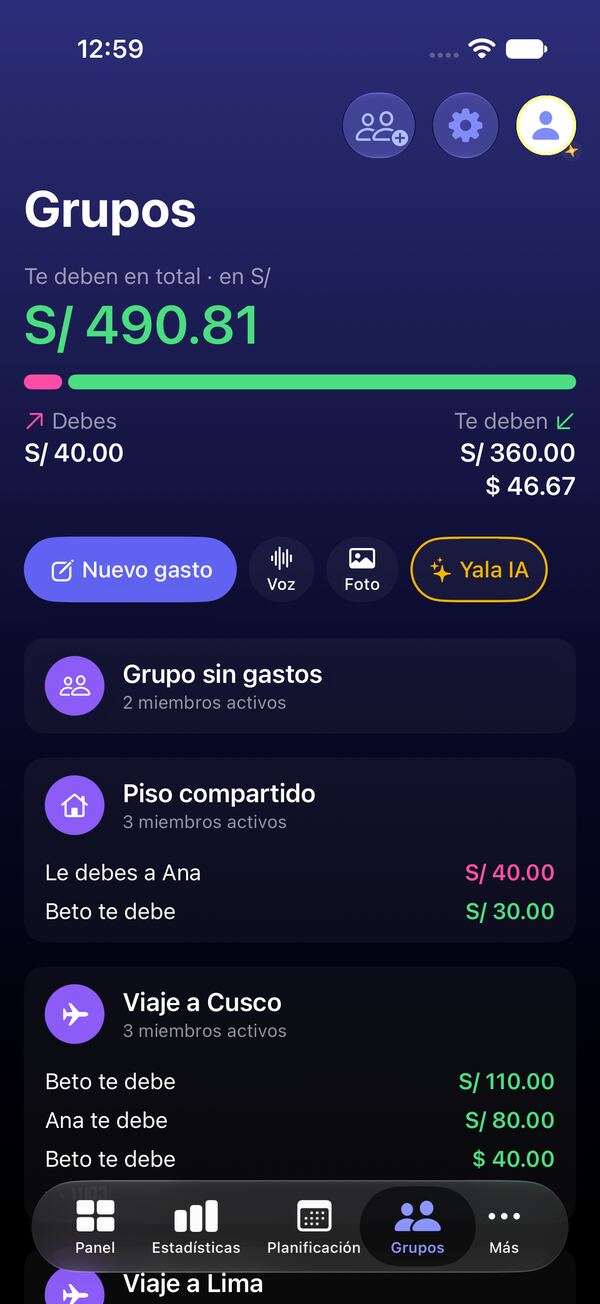 12:59
Grupos
Te deben en total · en S/
S/ 490.81
Debes
Te deben
S/ 40.00
S/ 360.00
$ 46.67
Nuevo gasto
Voz
Foto
Yala IA
Grupo sin gastos
2 miembros activos
Piso compartido
3 miembros activos
Le debes a Ana S/ 40.00
Beto te debe S/ 30.00
Viaje a Cusco
3 miembros activos
Beto te debe S/ 110.00
Ana te debe S/ 80.00
Beto te debe $ 40.00
Panel
Estadísticas
Planificación
Grupos
Más
Viaje a Lima